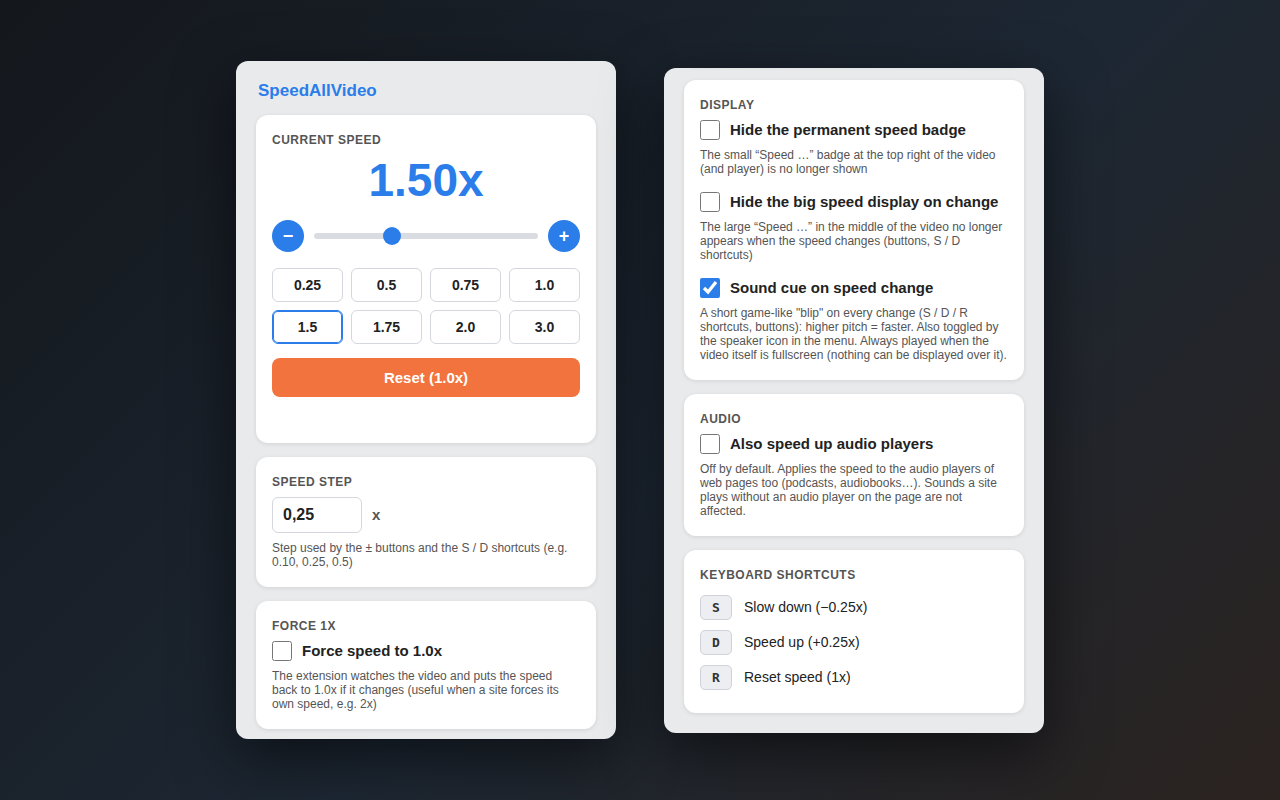 SpeedAllVideo
CURRENT SPEED
1.50x
−
+
0.25 0.5 0.75 1.0
1.5 1.75 2.0 3.0
Reset (1.0x)
SPEED STEP
0,25 x
Step used by the ± buttons and the S / D shortcuts (e.g.
0.10, 0.25, 0.5)
FORCE 1X
Force speed to 1.0x
The extension watches the video and puts the speed
back to 1.0x if it changes (useful when a site forces its
own speed, e.g. 2x)
DISPLAY
Hide the permanent speed badge
The small “Speed …” badge at the top right of the video
(and player) is no longer shown
Hide the big speed display on change
The large “Speed …” in the middle of the video no longer
appears when the speed changes (buttons, S / D
shortcuts)
Sound cue on speed change
A short game-like "blip" on every change (S / D / R
shortcuts, buttons): higher pitch = faster. Also toggled by
the speaker icon in the menu. Always played when the
video itself is fullscreen (nothing can be displayed over it).
AUDIO
Also speed up audio players
Off by default. Applies the speed to the audio players of
web pages too (podcasts, audiobooks…). Sounds a site
plays without an audio player on the page are not
affected.
KEYBOARD SHORTCUTS
S Slow down (−0.25x)
D Speed up (+0.25x)
R Reset speed (1x)